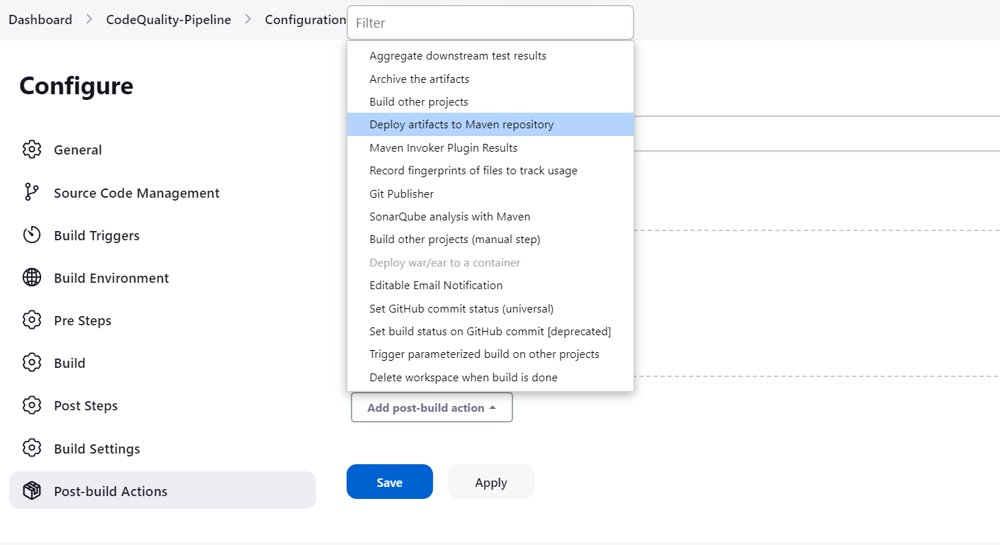 Dashboard > CodeQuality-Pipeline > Configuration
Filter
Aggregate downstream test results
Archive the artifacts
Build other projects
Deploy artifacts to Maven repository
Maven Invoker Plugin Results
Record fingerprints of files to track usage
Git Publisher
SonarQube analysis with Maven
Build other projects (manual step)
Deploy war/ear to a container
Editable Email Notification
Set GitHub commit status (universal)
Set build status on GitHub commit [deprecated]
Trigger parameterized build on other projects
Delete workspace when build is done
Add post-build action
Save
Apply
Configure
General
Source Code Management
Build Triggers
Build Environment
Pre Steps
Build
Post Steps
Build Settings
Post-build Actions